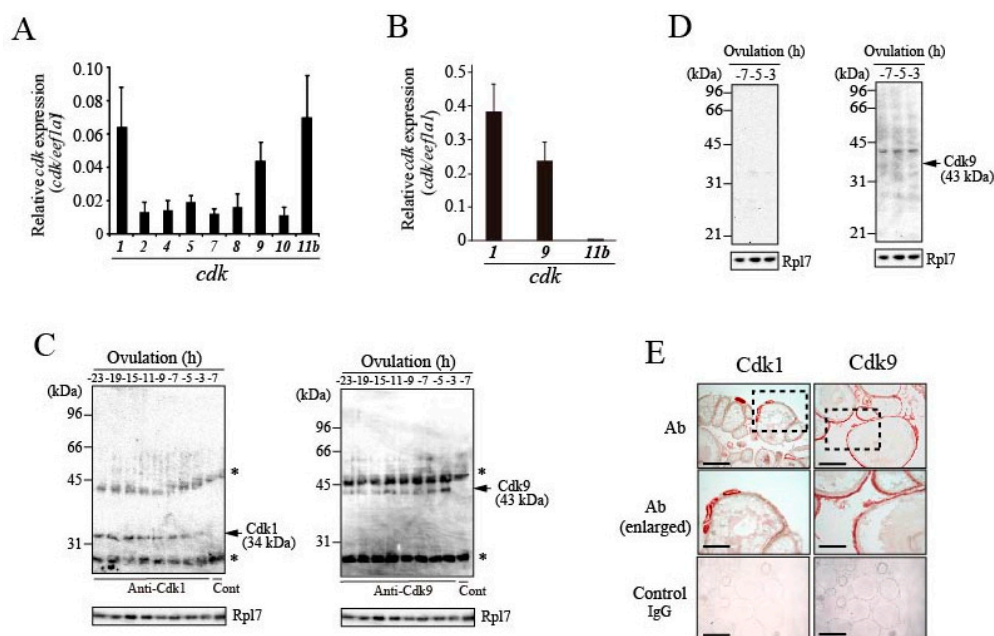 A
Relative cdk expression
(cdk/eef1a1)
0.10
0.08
0.06
0.04
0.02
0
1 2 4 5 7 8 9 10 11b
cdk
B
Relative cdk expression
(cdk/eef1a1)
0.5
0.4
0.3
0.2
0.1
0
1 9 11b
cdk
D
Ovulation (h)
(kDa) -7 -5 -3
96
66
45
31
21
Rpl7
Ovulation (h)
(kDa) -7 -5 -3
96
66
45
31
21
Cdk9
(43 kDa)
Rpl7
C
Ovulation (h)
-23 -19 -15 -11 -9 -7 -5 -3 -7
(kDa)
96
66
45
31
*
Cdk1
(34 kDa)
*
Anti-Cdk1 Cont
Rpl7
Ovulation (h)
-23 -19 -15 -11 -9 -7 -5 -3 -7
(kDa)
96
66
45
31
*
Cdk9
(43 kDa)
*
Anti-Cdk9 Cont
Rpl7
E
Cdk1 Cdk9
Ab
Ab
(enlarged)
Control
IgG